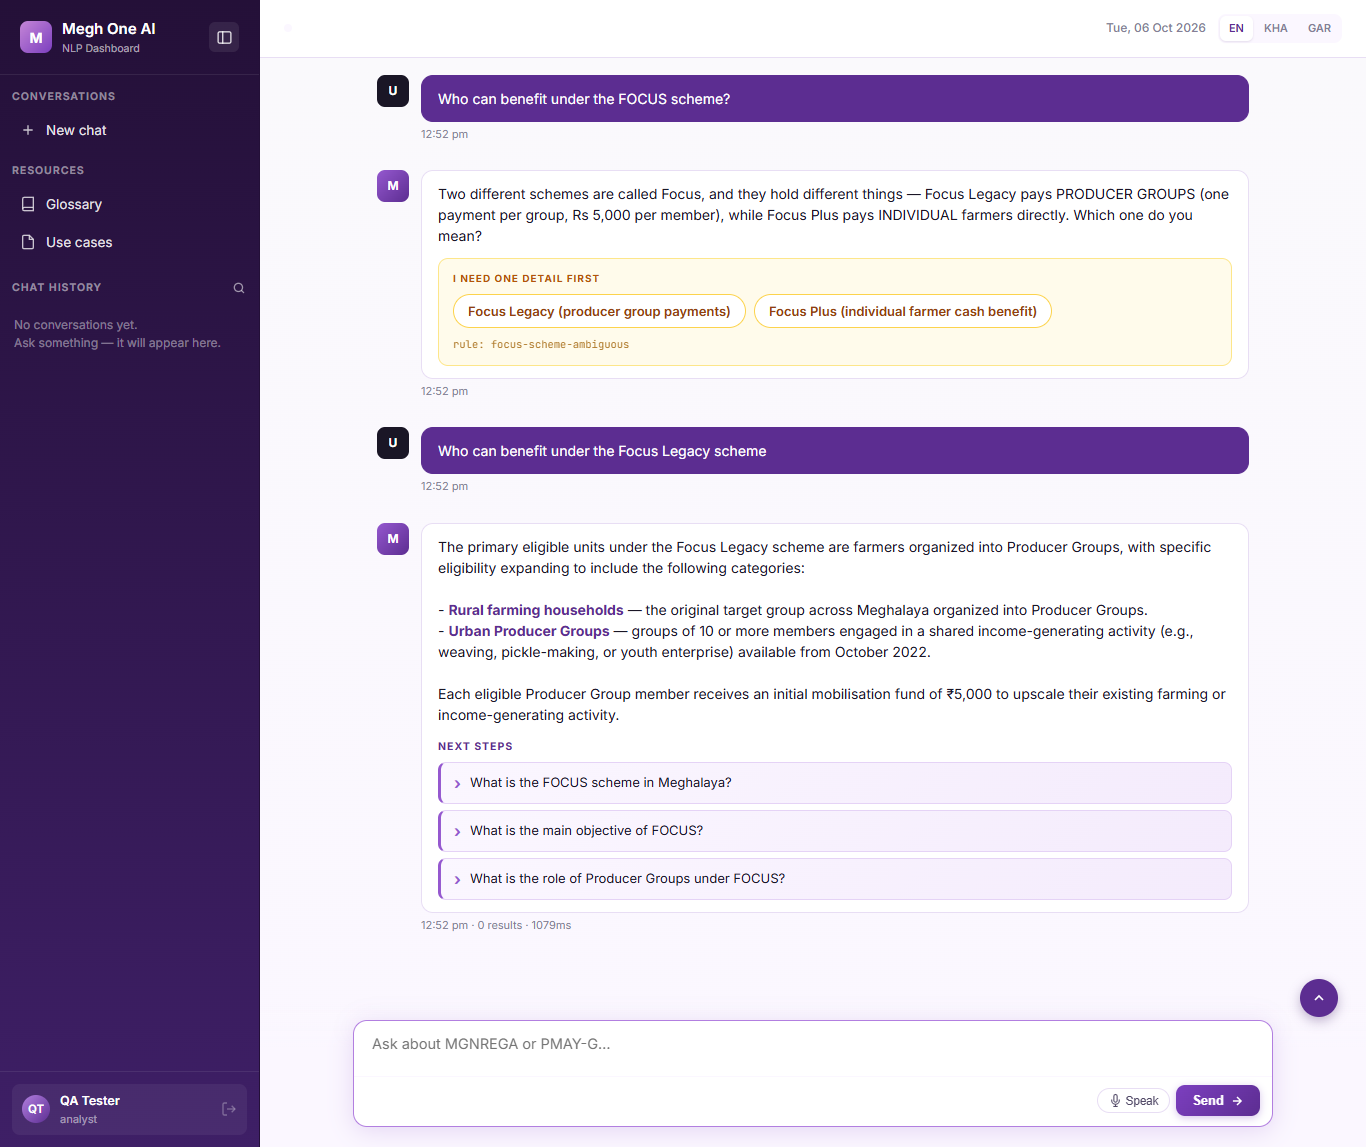 M
Megh One AI
NLP Dashboard
CONVERSATIONS
New chat
RESOURCES
Glossary
Use cases
CHAT HISTORY
No conversations yet.
Ask something — it will appear here.
QT
QA Tester
analyst
Tue, 06 Oct 2026
EN KHA GAR
U
Who can benefit under the FOCUS scheme?
12:52 pm
M
Two different schemes are called Focus, and they hold different things — Focus Legacy pays PRODUCER GROUPS (one
payment per group, Rs 5,000 per member), while Focus Plus pays INDIVIDUAL farmers directly. Which one do you
mean?
I NEED ONE DETAIL FIRST
Focus Legacy (producer group payments) Focus Plus (individual farmer cash benefit)
rule: focus-scheme-ambiguous
12:52 pm
U
Who can benefit under the Focus Legacy scheme
12:52 pm
M
The primary eligible units under the Focus Legacy scheme are farmers organized into Producer Groups, with specific
eligibility expanding to include the following categories:
- Rural farming households — the original target group across Meghalaya organized into Producer Groups.
- Urban Producer Groups — groups of 10 or more members engaged in a shared income-generating activity (e.g.,
weaving, pickle-making, or youth enterprise) available from October 2022.
Each eligible Producer Group member receives an initial mobilisation fund of ₹5,000 to upscale their existing farming or
income-generating activity.
NEXT STEPS
What is the FOCUS scheme in Meghalaya?
What is the main objective of FOCUS?
What is the role of Producer Groups under FOCUS?
12:52 pm · 0 results · 1079ms
Ask about MGNREGA or PMAY-G...
Speak
Send →